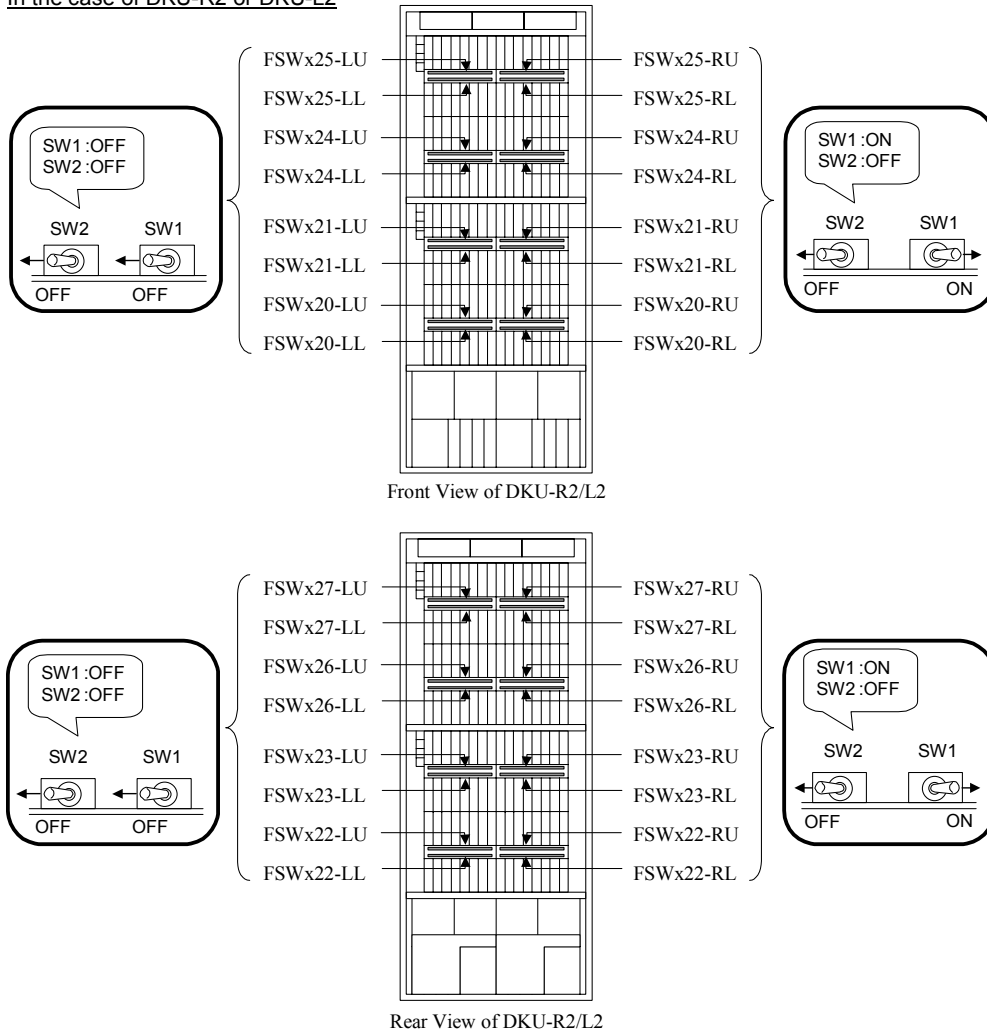 In the case of DKU-R2 or DKU-L2
FSWx25-LU
FSWx25-LL
FSWx24-LU
FSWx24-LL
FSWx21-LU
FSWx21-LL
FSWx20-LU
FSWx20-LL
SW1 :OFF
SW2 :OFF
SW2 SW1
OFF OFF
FSWx25-RU
FSWx25-RL
FSWx24-RU
FSWx24-RL
FSWx21-RU
FSWx21-RL
FSWx20-RU
FSWx20-RL
SW1 :ON
SW2 :OFF
SW2 SW1
OFF ON
Front View of DKU-R2/L2
FSWx27-LU
FSWx27-LL
FSWx26-LU
FSWx26-LL
FSWx23-LU
FSWx23-LL
FSWx22-LU
FSWx22-LL
SW1 :OFF
SW2 :OFF
SW2 SW1
OFF OFF
FSWx27-RU
FSWx27-RL
FSWx26-RU
FSWx26-RL
FSWx23-RU
FSWx23-RL
FSWx22-RU
FSWx22-RL
SW1 :ON
SW2 :OFF
SW2 SW1
OFF ON
Rear View of DKU-R2/L2